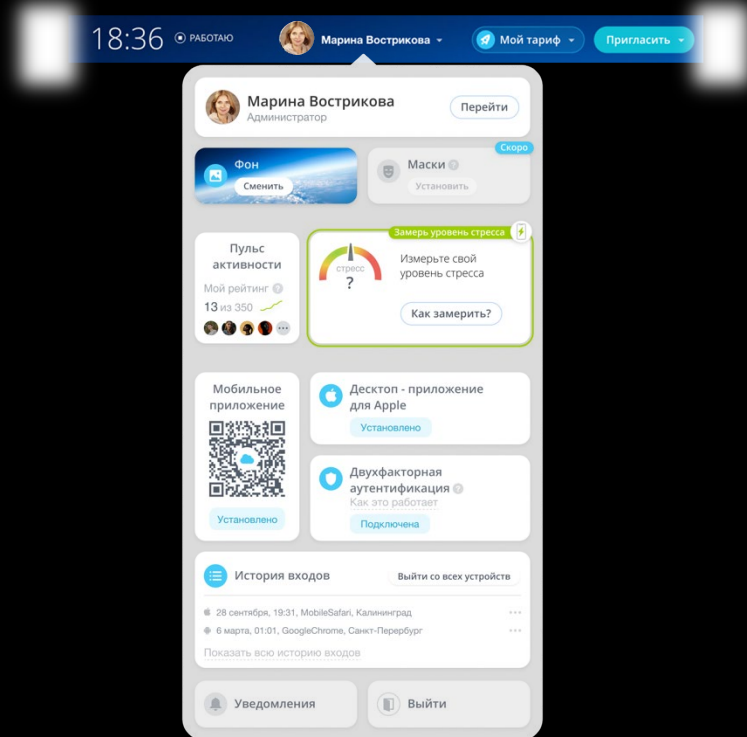 18:36 РАБОТАЮ Марина Вострикова Мой тариф Пригласить
Марина Вострикова
Администратор
Перейти
Скоро
Фон
Сменить
Маски ?
Установить
Замерь уровень стресса
Пульс
активности
Мой рейтинг ?
13 из 350
стресс
?
Измерьте свой
уровень стресса
Как замерить?
Мобильное
приложение
Установлено
Десктоп - приложение
для Apple
Установлено
Двухфакторная
аутентификация ?
Как это работает
Подключена
История входов
Выйти со всех устройств
28 сентября, 19:31, MobileSafari, Калининград
6 марта, 01:01, GoogleChrome, Санкт-Перербург
Показать всю историю входов
Уведомления
Выйти